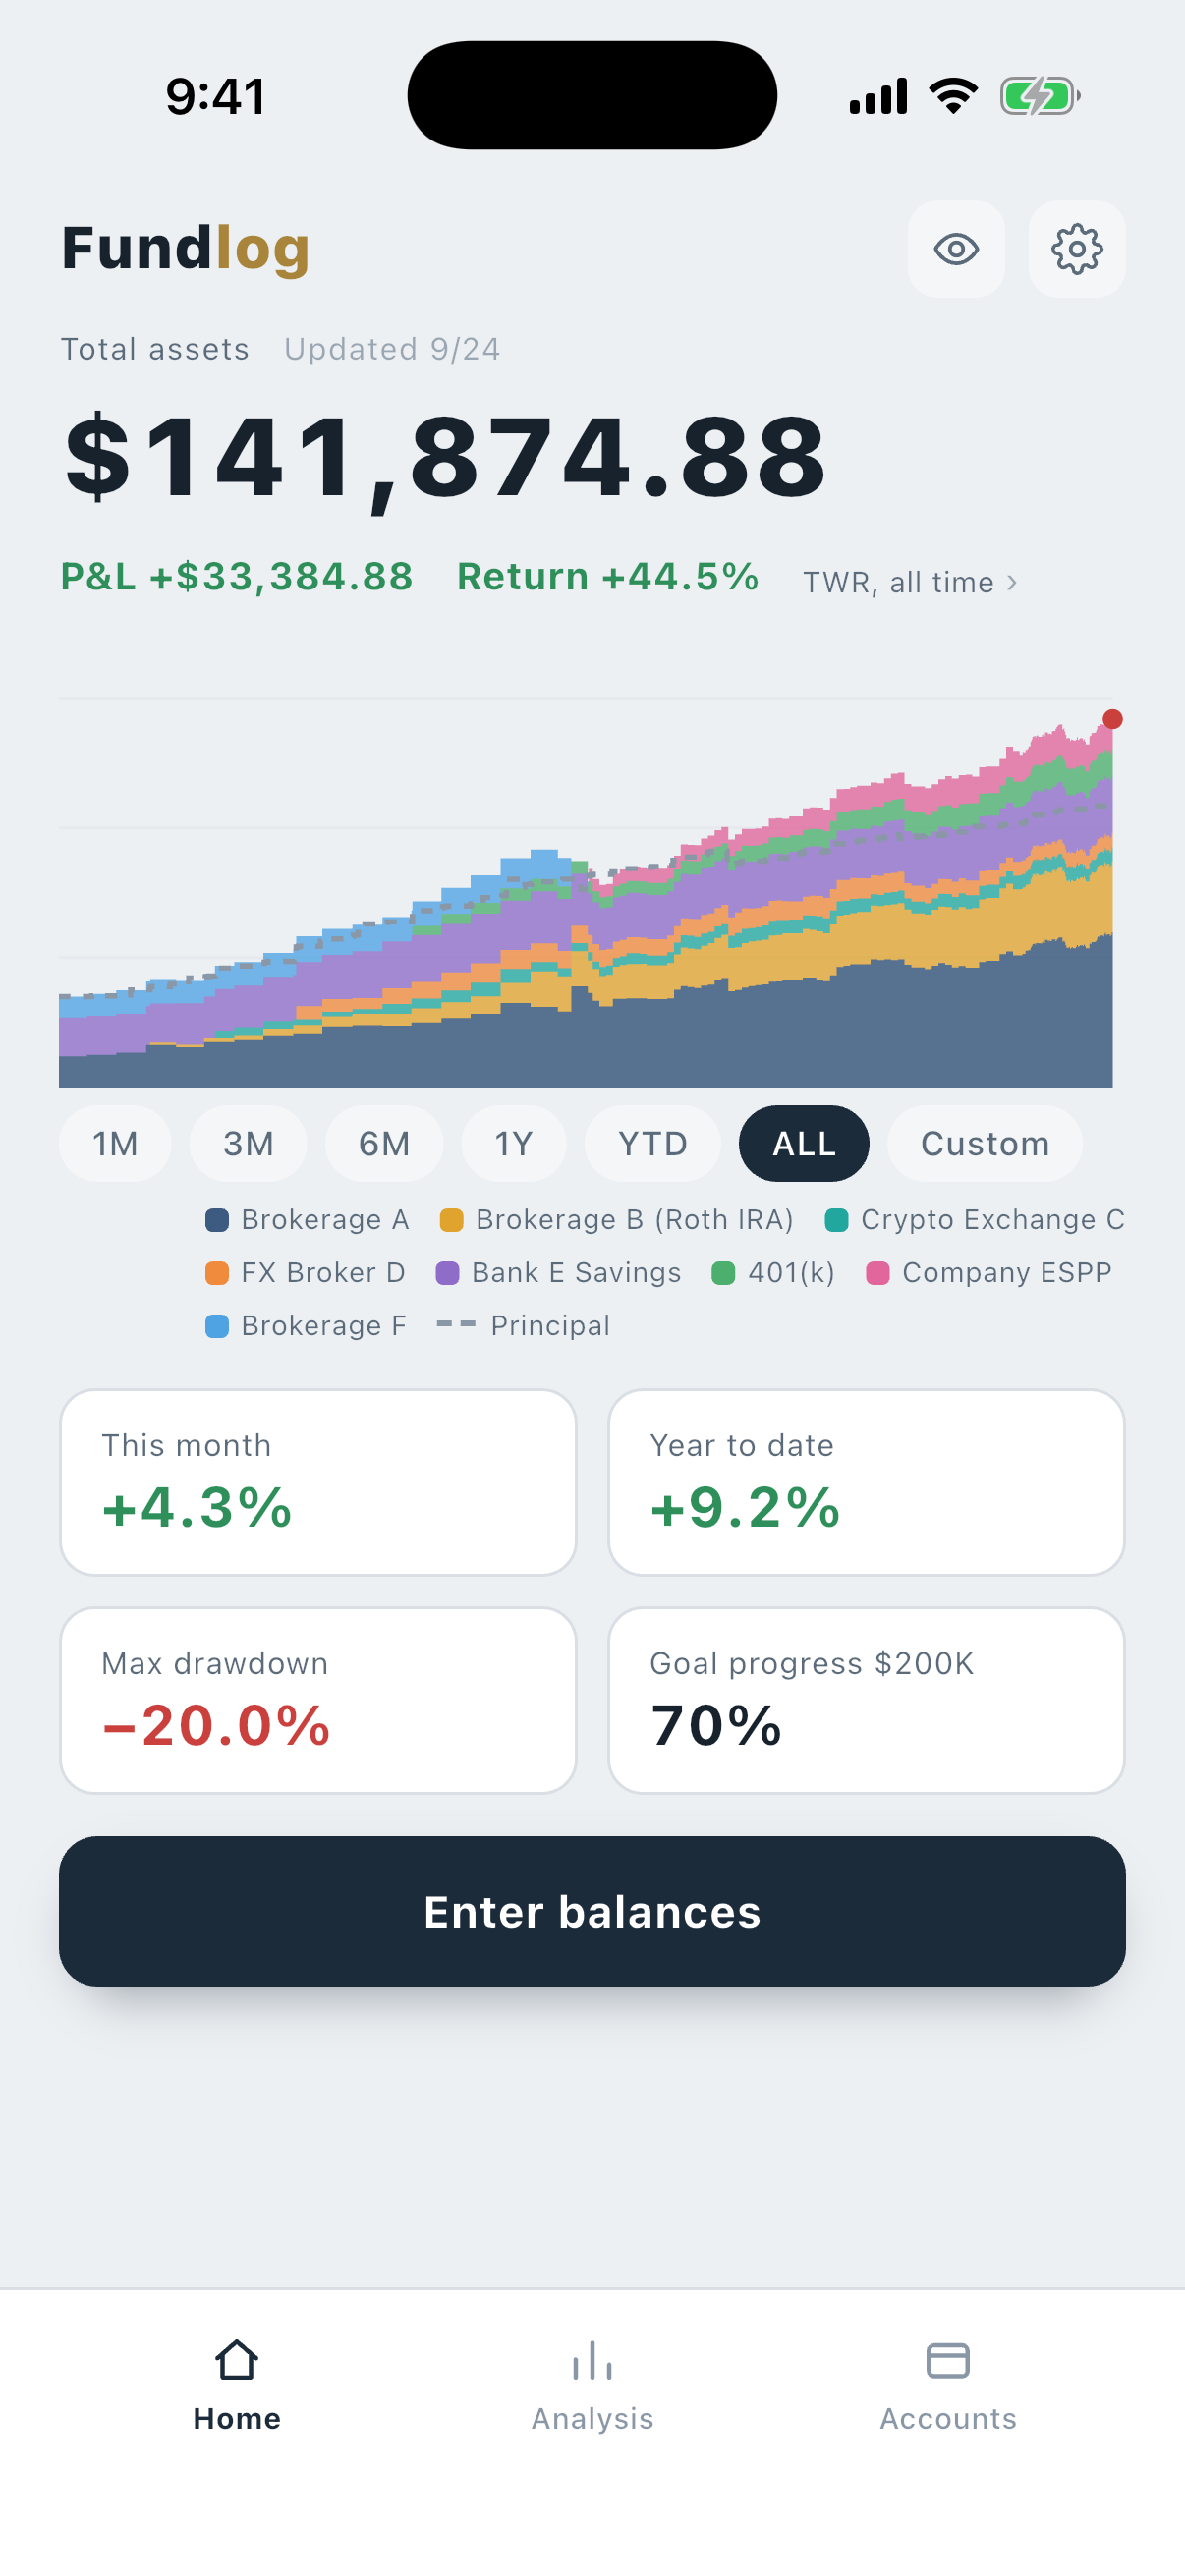 9:41
Fundlog
Total assets Updated 9/24
$141,874.88
P&L +$33,384.88 Return +44.5% TWR, all time ›
1M 3M 6M 1Y YTD ALL Custom
Brokerage A Brokerage B (Roth IRA) Crypto Exchange C
FX Broker D Bank E Savings 401(k) Company ESPP
Brokerage F Principal
This month Year to date
+4.3% +9.2%
Max drawdown Goal progress $200K
−20.0% 70%
Enter balances
Home Analysis Accounts